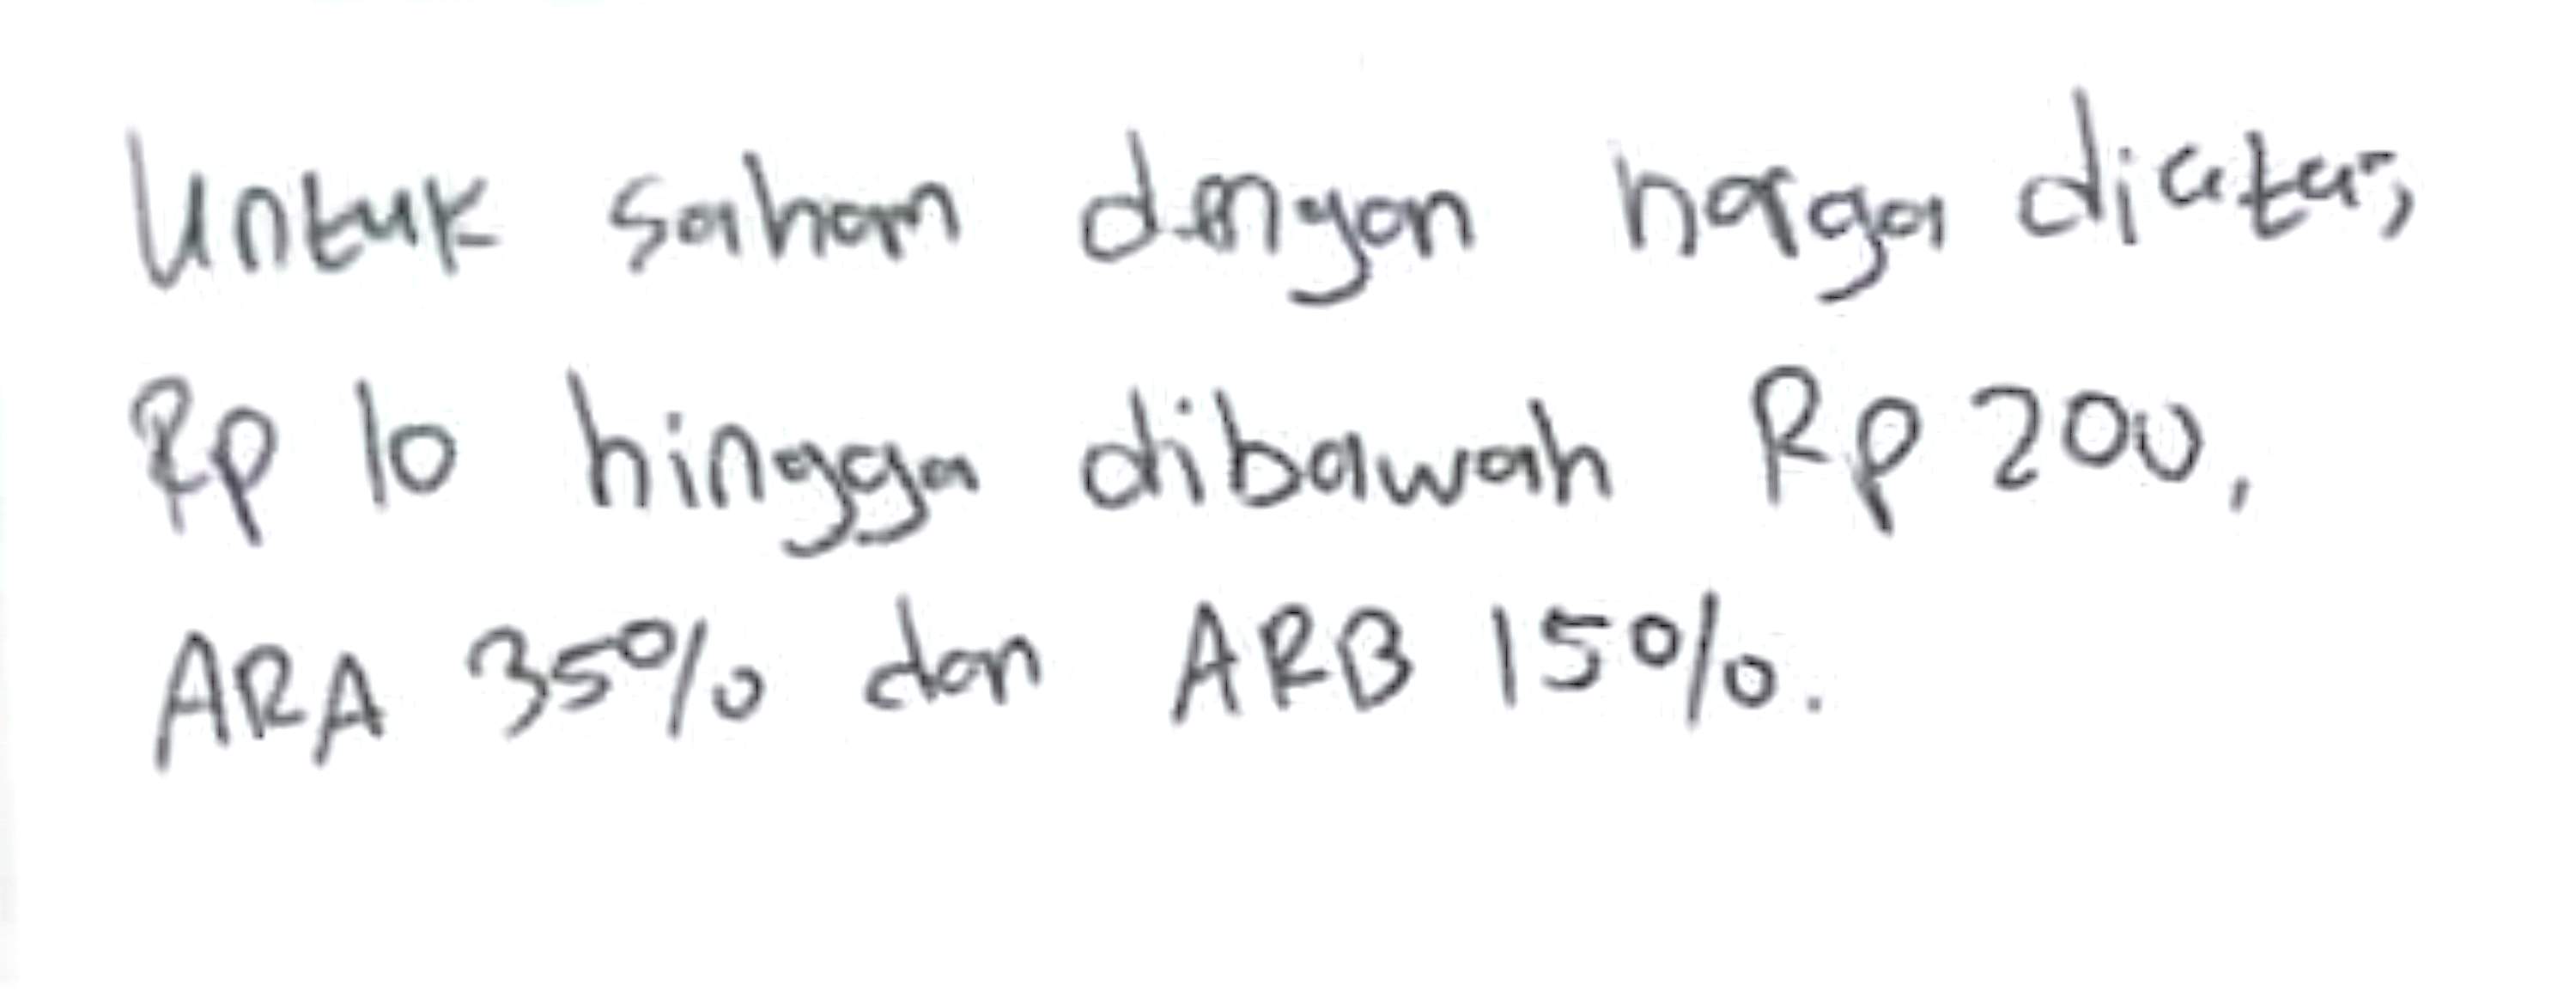 Untuk saham dengan harga diatas
Rp 10 hingga dibawah Rp 200,
ARA 35% dan ARB 15%.